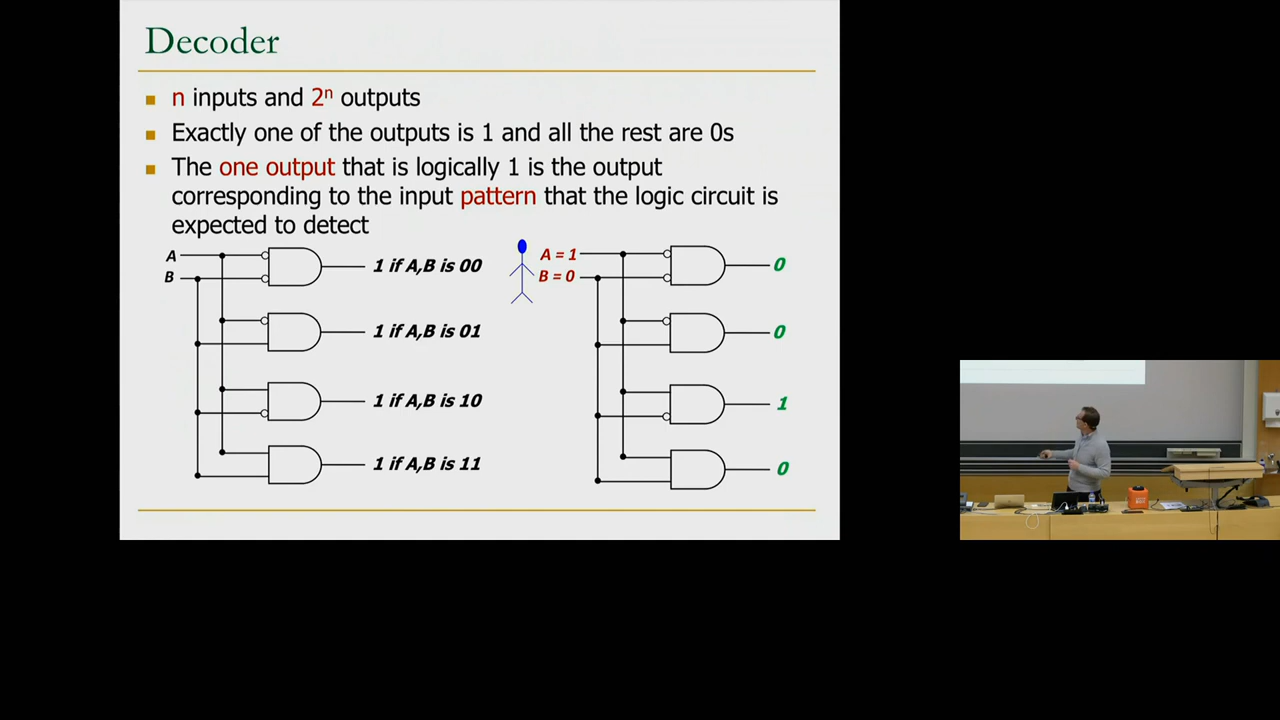 Decoder
n inputs and 2ⁿ outputs
Exactly one of the outputs is 1 and all the rest are 0s
The one output that is logically 1 is the output
corresponding to the input pattern that the logic circuit is
expected to detect
A
B
1 if A,B is 00
1 if A,B is 01
1 if A,B is 10
1 if A,B is 11
A = 1
B = 0
0
0
1
0